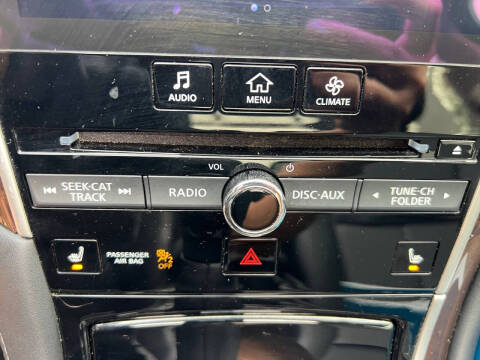 AUDIO
MENU
CLIMATE
VOL
SEEK·CAT
TRACK
RADIO
DISC·AUX
TUNE·CH
FOLDER
PASSENGER
AIR BAG
OFF